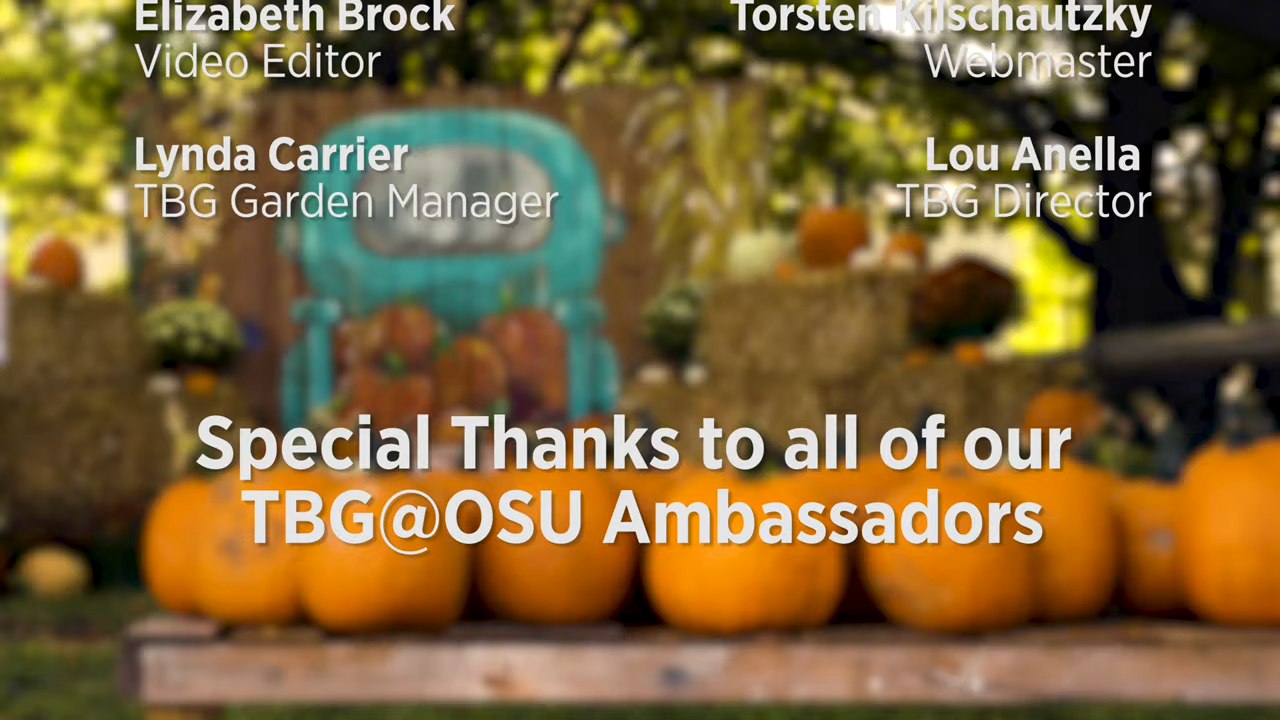 Elizabeth Brock
Video Editor
Torsten Kilschautzky
Webmaster
Lynda Carrier
TBG Garden Manager
Lou Anella
TBG Director
Special Thanks to all of our
TBG@OSU Ambassadors